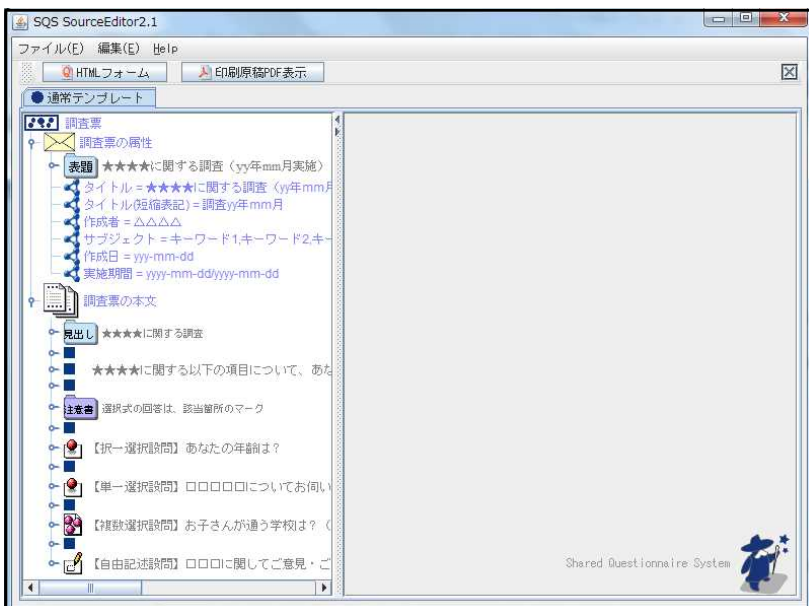 SQS SourceEditor2.1
ファイル(F) 編集(E) Help
HTMLフォーム 印刷原稿PDF表示
通常テンプレート
調査票
調査票の属性
表題 ★★★★に関する調査（yy年mm月実施）
タイトル = ★★★★に関する調査（yy年mm月
タイトル(短縮表記) = 調査yy年mm月
作成者 = △△△△
サブジェクト = キーワード1,キーワード2,キー
作成日 = yyy-mm-dd
実施期間 = yyyy-mm-dd/yyyy-mm-dd
調査票の本文
見出し ★★★★に関する調査
★★★★に関する以下の項目について、あな
注意書 選択式の回答は、該当箇所のマーク
【択一選択設問】あなたの年齢は？
【単一選択設問】□□□□□についてお伺い
【複数選択設問】お子さんが通う学校は？（
【自由記述設問】□□□に関してご意見・ご
Shared Questionnaire System